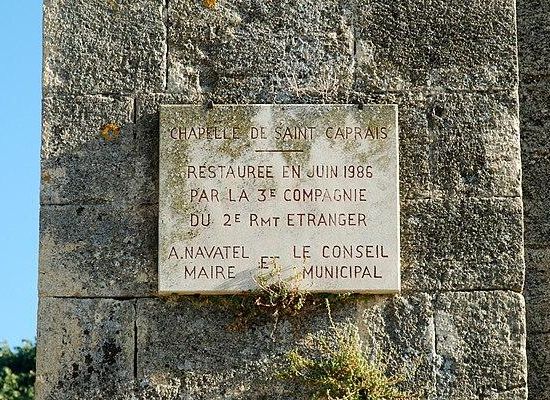 CHAPELLE DE SAINT CAPRAIS
RESTAUREE EN JUIN 1986
PAR LA 3E COMPAGNIE
DU 2E RMT ETRANGER
A. NAVATEL ET LE CONSEIL
MAIRE MUNICIPAL